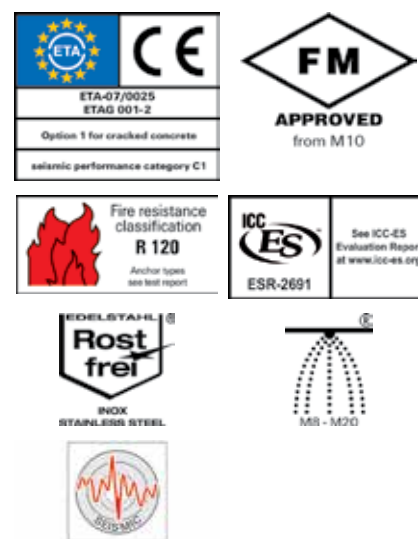 ETA
CE
ETA-07/0025
ETAG 001-2
Option 1 for cracked concrete
seismic performance category C1
FM
APPROVED
from M10
Fire resistance
classification
R 120
Anchor types
see test report
ICC
ES
ESR-2691
See ICC-ES
Evaluation Report
at www.icc-es.org
EDELSTAHL ®
Rost
frei
INOX
STAINLESS STEEL
®
M8 - M20
SEISMIC